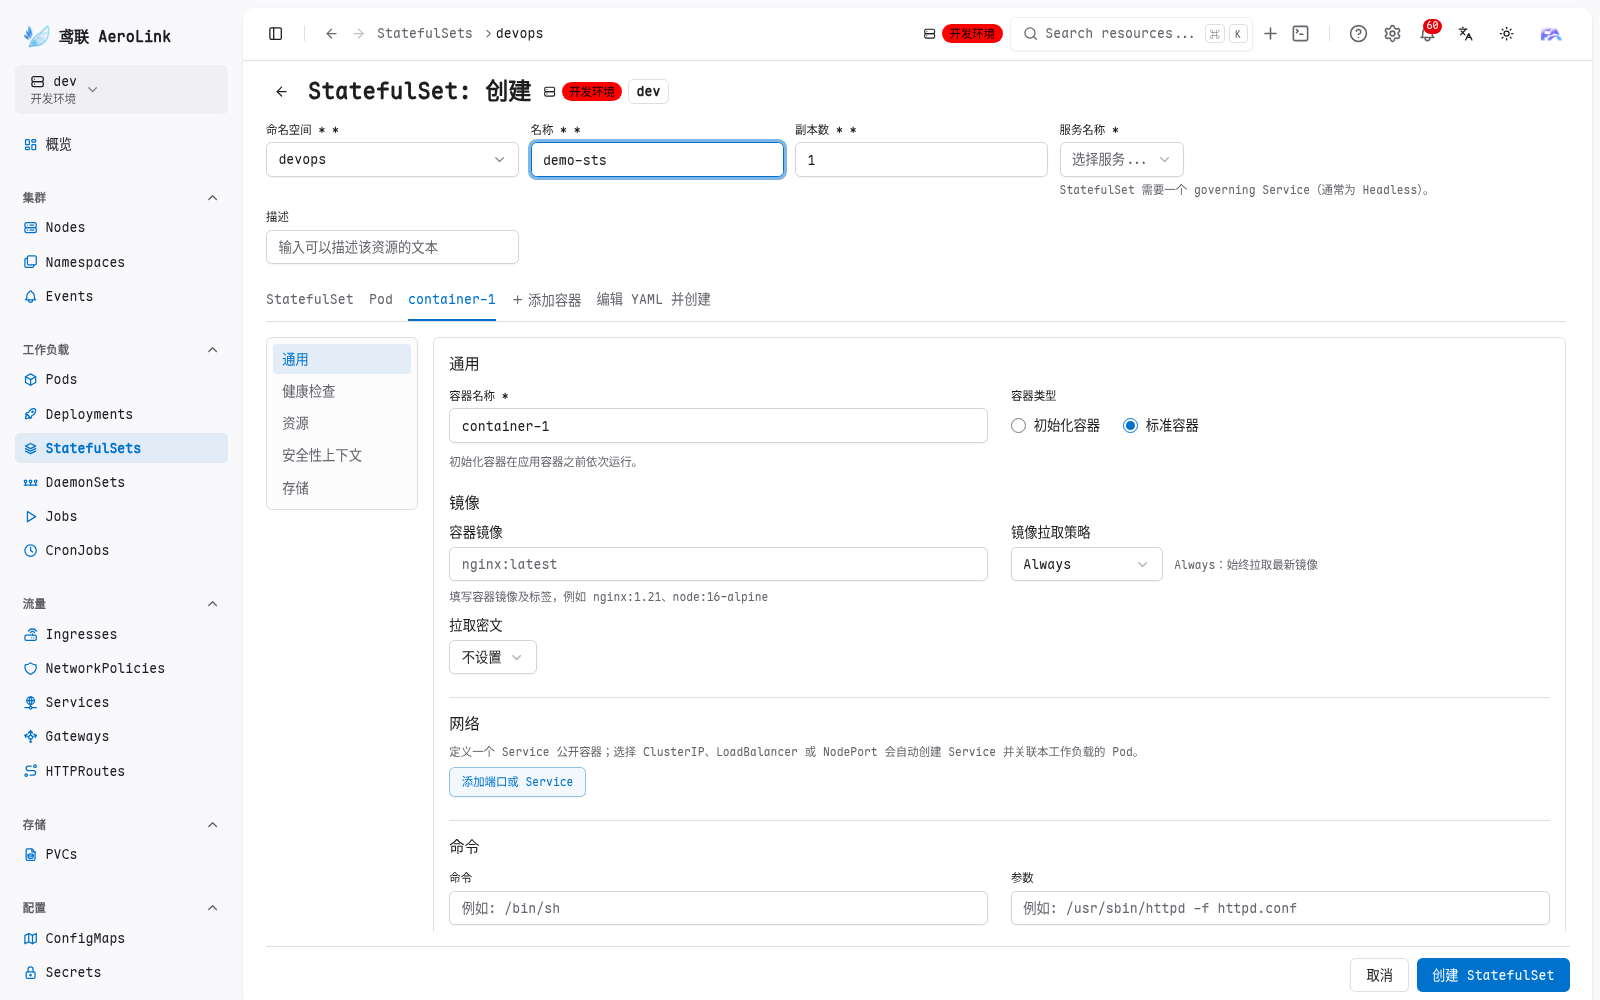 鸢联 AeroLink
dev
开发环境
概览
集群
Nodes
Namespaces
Events
工作负载
Pods
Deployments
StatefulSets
DaemonSets
Jobs
CronJobs
流量
Ingresses
NetworkPolicies
Services
Gateways
HTTPRoutes
存储
PVCs
配置
ConfigMaps
Secrets
StatefulSets > devops
开发环境
Search resources... ⌘ K
60
StatefulSet: 创建 开发环境 dev
命名空间 * * 名称 * * 副本数 * * 服务名称 *
devops demo-sts 1 选择服务...
StatefulSet 需要一个 governing Service（通常为 Headless）。
描述
输入可以描述该资源的文本
StatefulSet Pod container-1 + 添加容器 编辑 YAML 并创建
通用
健康检查
资源
安全性上下文
存储
通用
容器名称 * 容器类型
container-1 初始化容器 标准容器
初始化容器在应用容器之前依次运行。
镜像
容器镜像 镜像拉取策略
nginx:latest Always Always：始终拉取最新镜像
填写容器镜像及标签，例如 nginx:1.21、node:16-alpine
拉取密文
不设置
网络
定义一个 Service 公开容器；选择 ClusterIP、LoadBalancer 或 NodePort 会自动创建 Service 并关联本工作负载的 Pod。
添加端口或 Service
命令
命令 参数
例如: /bin/sh 例如: /usr/sbin/httpd -f httpd.conf
取消 创建 StatefulSet